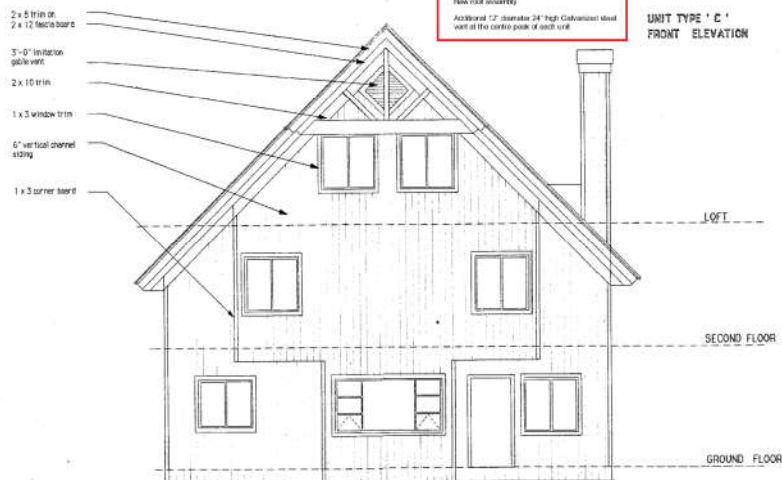 2 x 6 trim on
2 x 12 fascia board
3'-0" imitation
gable vent
2 x 10 trim
1 x 3 window trim
6" vertical channel
siding
1 x 3 corner board
New roof assembly
Additional 12" diameter 24" high Galvanized steel
vent at the centre peak of each unit
UNIT TYPE ' C '
FRONT ELEVATION
LOFT
SECOND FLOOR
GROUND FLOOR